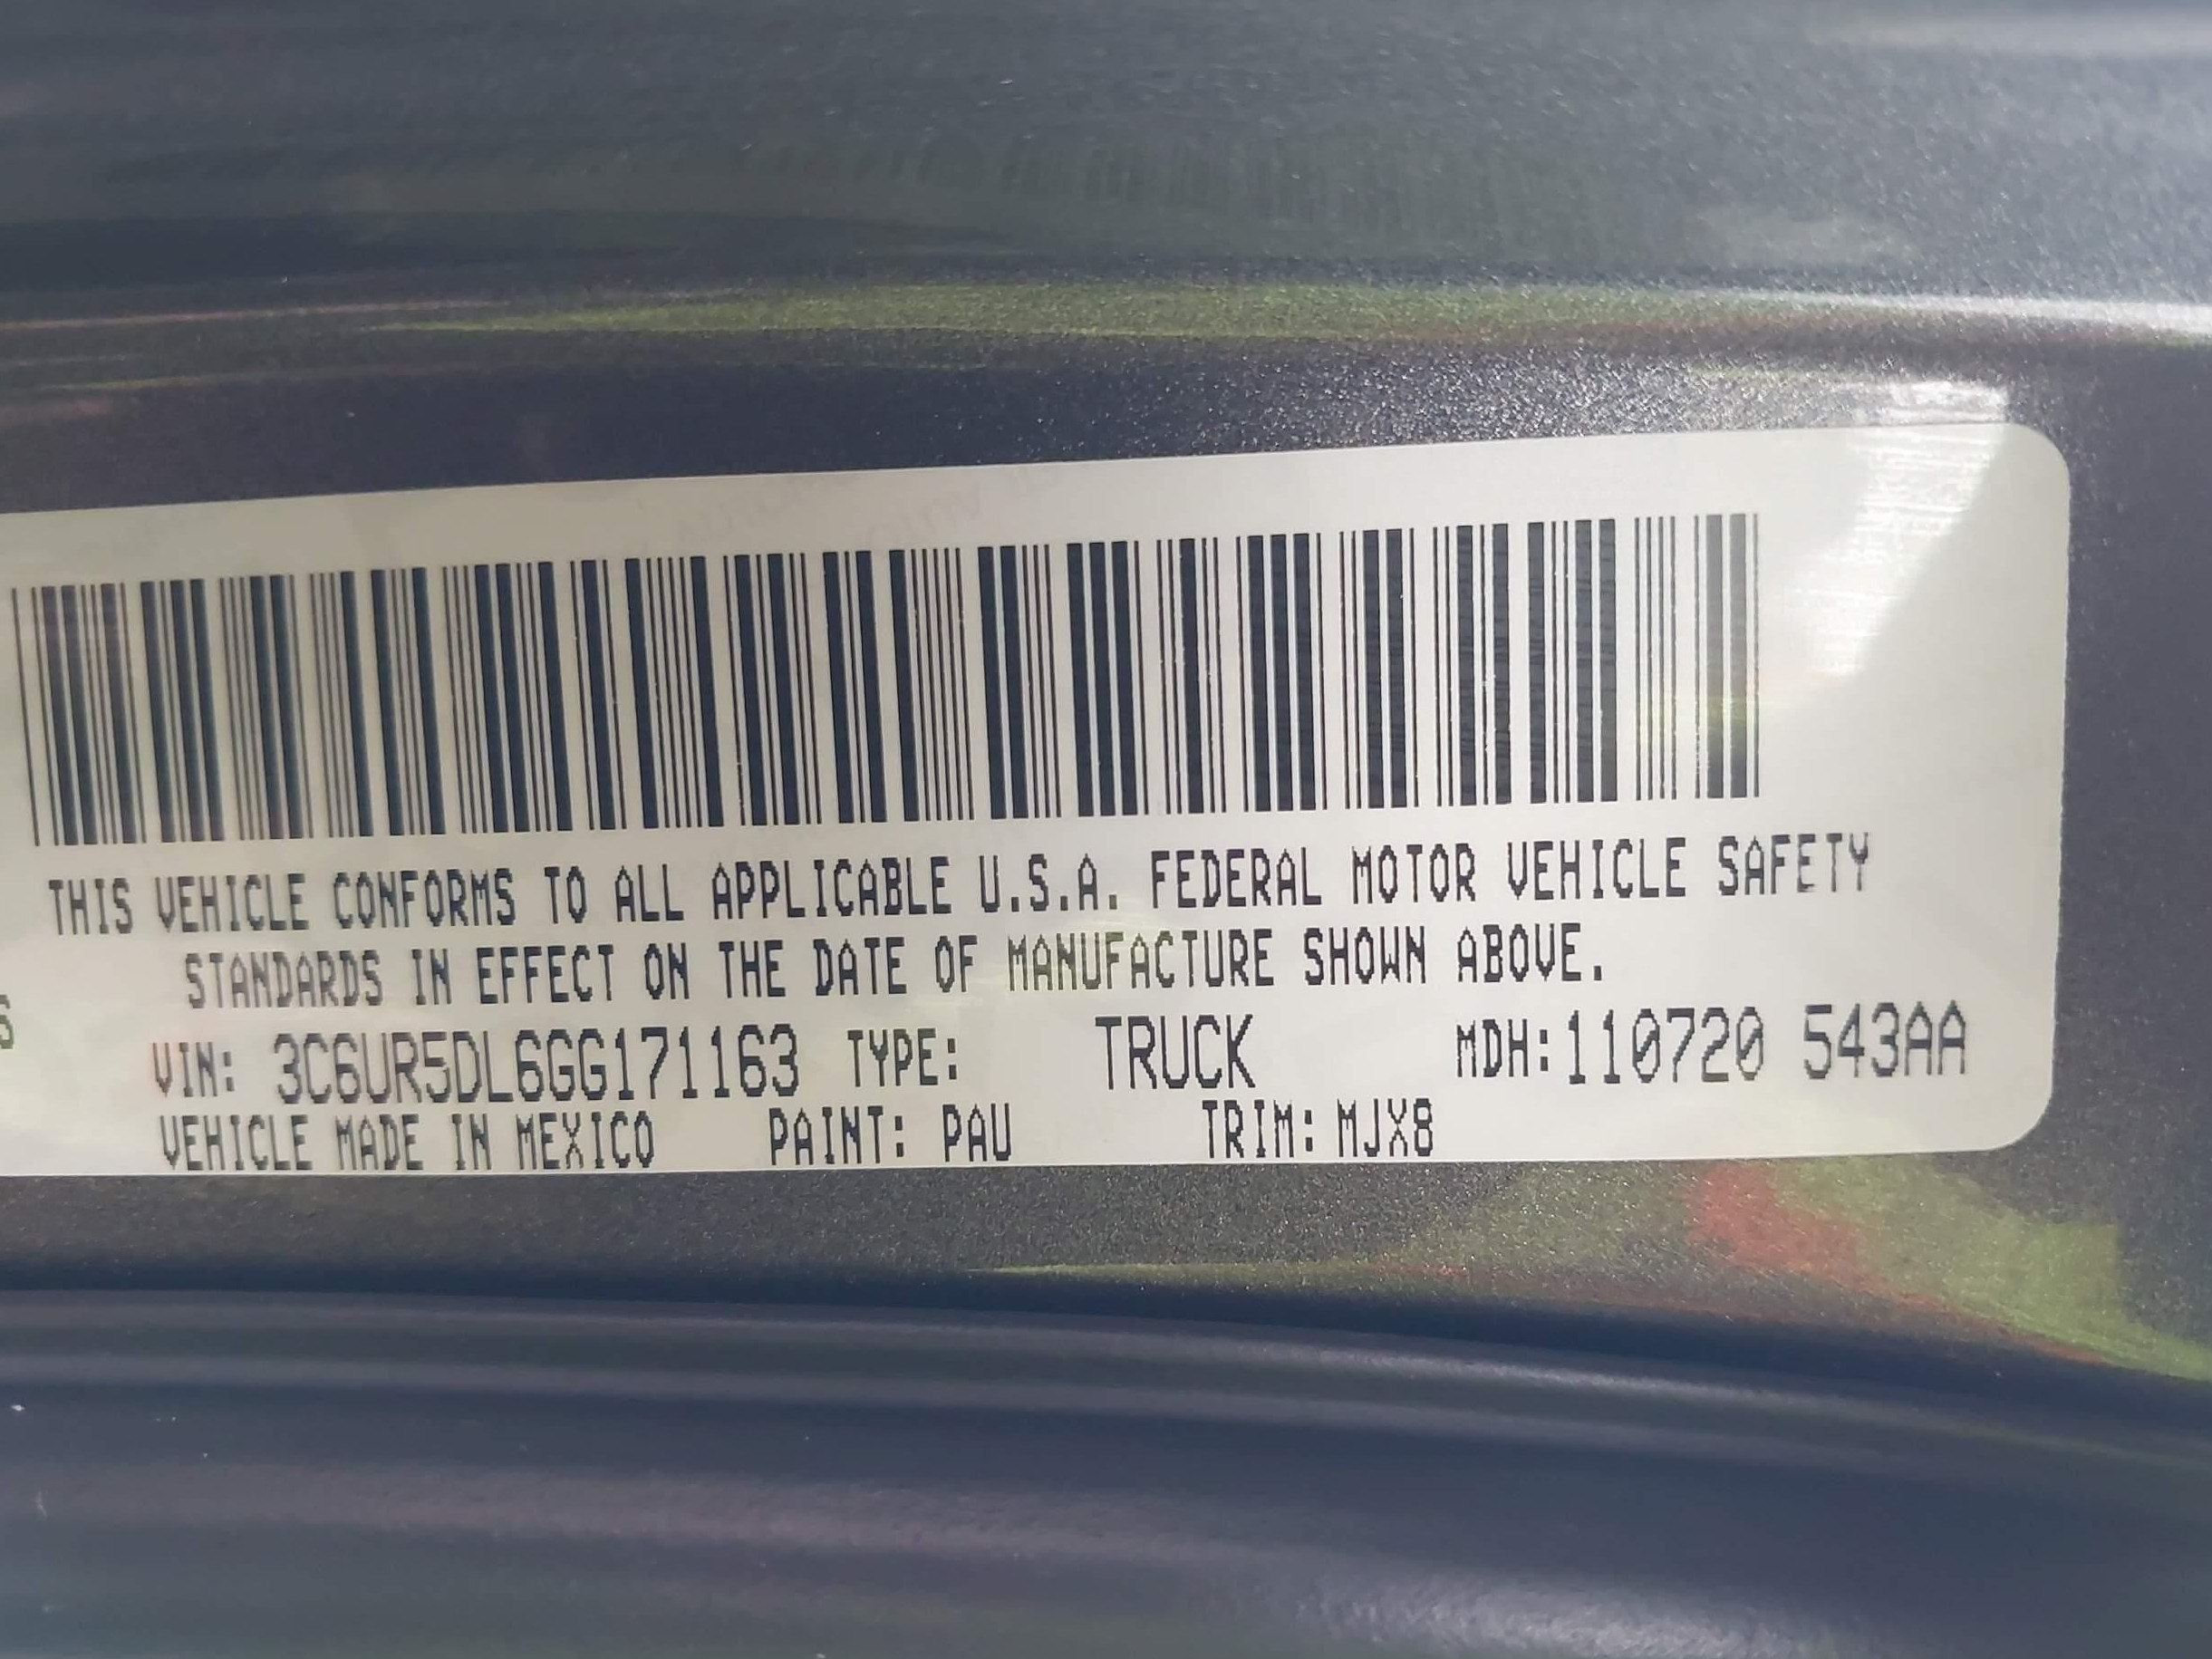 THIS VEHICLE CONFORMS TO ALL APPLICABLE U.S.A. FEDERAL MOTOR VEHICLE SAFETY
STANDARDS IN EFFECT ON THE DATE OF MANUFACTURE SHOWN ABOVE.
S
VIN: 3C6UR5DL6GG171163 TYPE: TRUCK MDH:110720 543AA
VEHICLE MADE IN MEXICO PAINT: PAU TRIM: MJX8